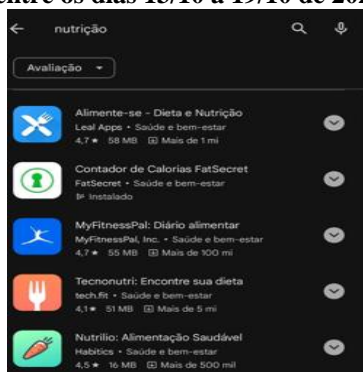 entre os dias 13/10 a 19/10 de 20
nutrição
Avaliação
Alimente-se - Dieta e Nutrição
Leal Apps • Saúde e bem-estar
4,7★ 58 MB Mais de 1 mi
Contador de Calorias FatSecret
FatSecret • Saúde e bem-estar
Instalado
MyFitnessPal: Diário alimentar
MyFitnessPal, Inc. • Saúde e bem-estar
4,7★ 55 MB Mais de 100 mi
Tecnonutri: Encontre sua dieta
tech.fit • Saúde e bem-estar
4,1★ 51 MB Mais de 5 mi
Nutrilio: Alimentação Saudável
Habitics • Saúde e bem-estar
4,5★ 16 MB Mais de 500 mil